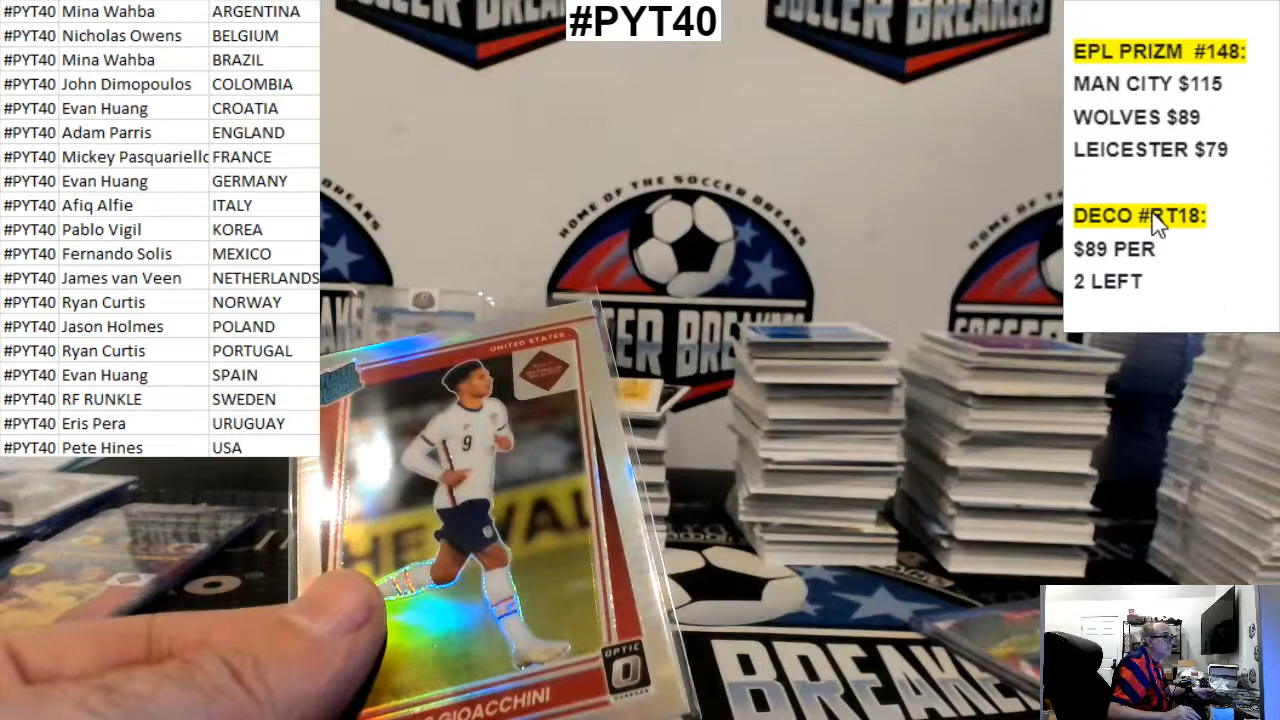 #PYT40 Mina Wahba ARGENTINA
#PYT40 Nicholas Owens BELGIUM
#PYT40 Mina Wahba BRAZIL
#PYT40 John Dimopoulos COLOMBIA
#PYT40 Evan Huang CROATIA
#PYT40 Adam Parris ENGLAND
#PYT40 Mickey Pasquariello FRANCE
#PYT40 Evan Huang GERMANY
#PYT40 Afiq Alfie ITALY
#PYT40 Pablo Vigil KOREA
#PYT40 Fernando Solis MEXICO
#PYT40 James van Veen NETHERLANDS
#PYT40 Ryan Curtis NORWAY
#PYT40 Jason Holmes POLAND
#PYT40 Ryan Curtis PORTUGAL
#PYT40 Evan Huang SPAIN
#PYT40 RF RUNKLE SWEDEN
#PYT40 Eris Pera URUGUAY
#PYT40 Pete Hines USA
#PYT40
SOCCER BREAKERS
EPL PRIZM #148:
MAN CITY $115
WOLVES $89
LEICESTER $79
DECO #RT18:
$89 PER
2 LEFT
HOME OF THE SOCCER BREAKS
BREAKERS
UNITED STATES
9
OPTIC
GIOACCHINI
BREAKE